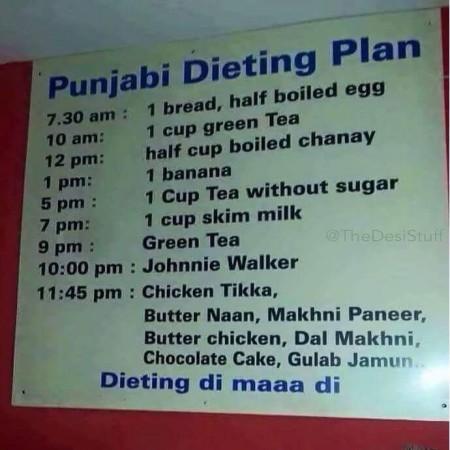 Punjabi Dieting Plan
7.30 am : 1 bread, half boiled egg
10 am: 1 cup green Tea
12 pm: half cup boiled chanay
1 pm: 1 banana
5 pm : 1 Cup Tea without sugar
7 pm: 1 cup skim milk
9 pm : Green Tea
@TheDesiStuff
10:00 pm : Johnnie Walker
11:45 pm : Chicken Tikka,
Butter Naan, Makhni Paneer,
Butter chicken, Dal Makhni,
Chocolate Cake, Gulab Jamun..
Dieting di maaa di